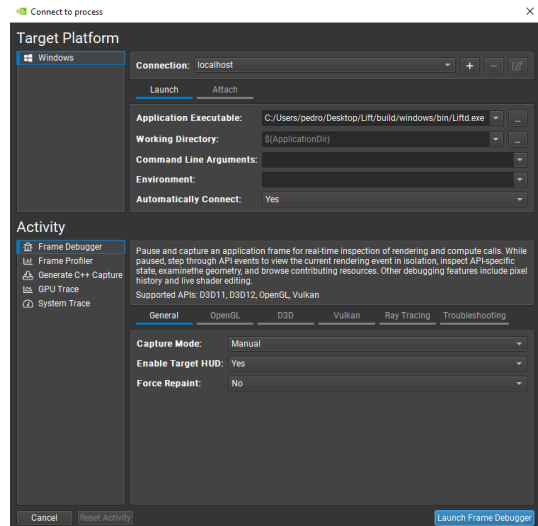 Connect to process
Target Platform
Windows
Connection: localhost
Launch Attach
Application Executable: C:/Users/pedro/Desktop/Lift/build/windows/bin/Liftd.exe ...
Working Directory: $(ApplicationDir) ...
Command Line Arguments:
Environment:
Automatically Connect: Yes
Activity
Frame Debugger
Frame Profiler
Generate C++ Capture
GPU Trace
System Trace
Pause and capture an application frame for real-time inspection of rendering and compute calls. While
paused, step through API events to view the current rendering event in isolation, inspect API-specific
state, examinethe geometry, and browse contributing resources. Other debugging features include pixel
history and live shader editing.
Supported APIs: D3D11, D3D12, OpenGL, Vulkan
General OpenGL D3D Vulkan Ray Tracing Troubleshooting
Capture Mode: Manual
Enable Target HUD: Yes
Force Repaint: No
Cancel Reset Activity Launch Frame Debugger